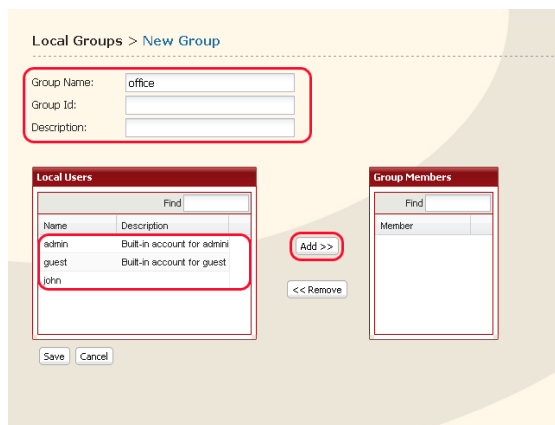 Local Groups > New Group
Group Name: office
Group Id:
Description:
Local Users
Find
Name Description
admin Built-in account for admini
guest Built-in account for guest
john
Add >>
<< Remove
Group Members
Find
Member
Save Cancel